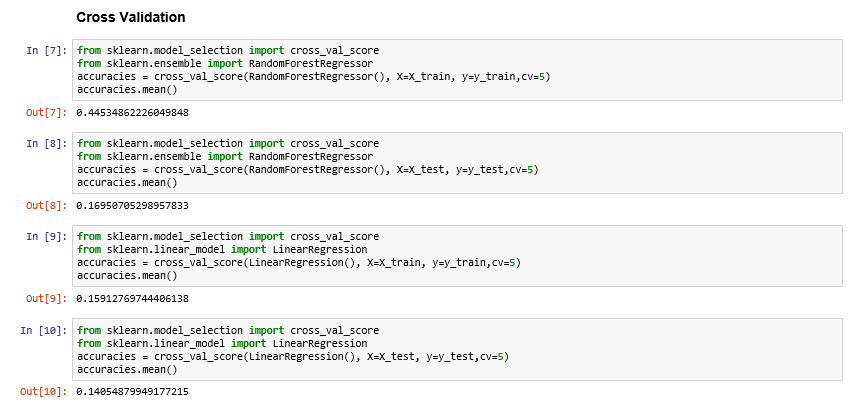 Cross Validation
In [7]: from sklearn.model_selection import cross_val_score
from sklearn.ensemble import RandomForestRegressor
accuracies = cross_val_score(RandomForestRegressor(), X=X_train, y=y_train,cv=5)
accuracies.mean()
Out[7]: 0.44534862226049848
In [8]: from sklearn.model_selection import cross_val_score
from sklearn.ensemble import RandomForestRegressor
accuracies = cross_val_score(RandomForestRegressor(), X=X_test, y=y_test,cv=5)
accuracies.mean()
Out[8]: 0.16950705298957833
In [9]: from sklearn.model_selection import cross_val_score
from sklearn.linear_model import LinearRegression
accuracies = cross_val_score(LinearRegression(), X=X_train, y=y_train,cv=5)
accuracies.mean()
Out[9]: 0.15912769744406138
In [10]: from sklearn.model_selection import cross_val_score
from sklearn.linear_model import LinearRegression
accuracies = cross_val_score(LinearRegression(), X=X_test, y=y_test,cv=5)
accuracies.mean()
Out[10]: 0.14054879949177215